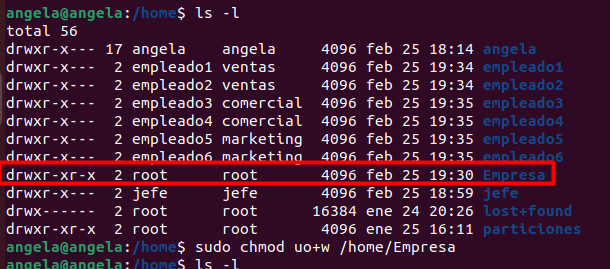 angela@angela:/home$ ls -l
total 56
drwxr-x--- 17 angela    angela     4096 feb 25 18:14 angela
drwxr-x---  2 empleado1 ventas     4096 feb 25 19:34 empleado1
drwxr-x---  2 empleado2 ventas     4096 feb 25 19:34 empleado2
drwxr-x---  2 empleado3 comercial  4096 feb 25 19:35 empleado3
drwxr-x---  2 empleado4 comercial  4096 feb 25 19:35 empleado4
drwxr-x---  2 empleado5 marketing  4096 feb 25 19:35 empleado5
drwxr-x---  2 empleado6 marketing  4096 feb 25 19:35 empleado6
drwxr-xr-x  2 root      root       4096 feb 25 19:30 Empresa
drwxr-x---  2 jefe      jefe       4096 feb 25 18:59 jefe
drwx------  2 root      root      16384 ene 24 20:26 lost+found
drwxr-xr-x  2 root      root       4096 ene 25 16:11 particiones
angela@angela:/home$ sudo chmod uo+w /home/Empresa
angela@angela:/home$ ls -l